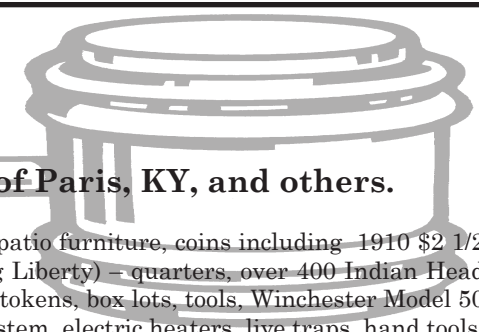 of Paris, KY, and others.
patio furniture, coins including 1910 $2 1/2
g Liberty) – quarters, over 400 Indian Head
tokens, box lots, tools, Winchester Model 50
stem, electric heaters, live traps, hand tools